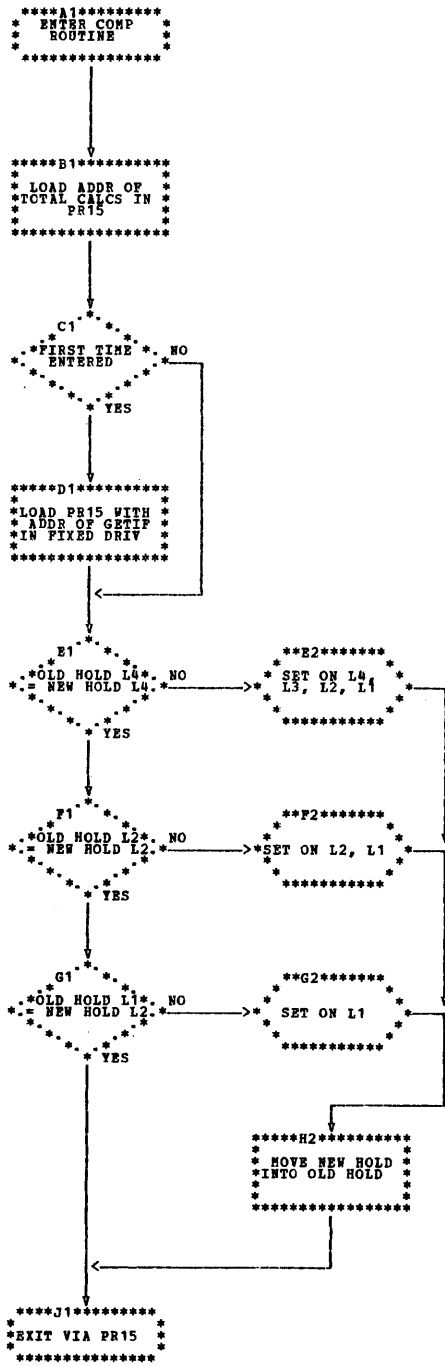 A1
ENTER COMP
ROUTINE
B1
LOAD ADDR OF
TOTAL CALCS IN
PR15
C1
FIRST TIME
ENTERED
NO
YES
D1
LOAD PR15 WITH
ADDR OF GETIF
IN FIXED DRIV
E1
OLD HOLD L4
= NEW HOLD L4
NO
YES
E2
SET ON L4,
L3, L2, L1
F1
OLD HOLD L2
= NEW HOLD L2
NO
YES
F2
SET ON L2, L1
G1
OLD HOLD L1
= NEW HOLD L2
NO
YES
G2
SET ON L1
H2
MOVE NEW HOLD
INTO OLD HOLD
J1
EXIT VIA PR15